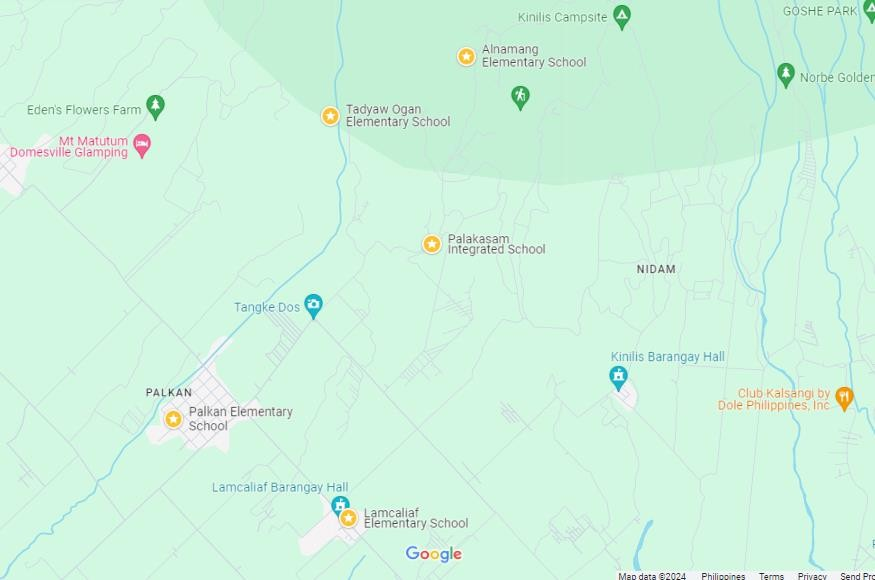 Kinilis Campsite
GOSHE PARK
Alnamang
Elementary School
Norbe Golden
Eden's Flowers Farm
Tadyaw Ogan
Elementary School
Mt Matutum
Domesville Glamping
Palakasam
Integrated School
NIDAM
Tangke Dos
Kinilis Barangay Hall
PALKAN
Club Kalsangi by
Dole Philippines, Inc
Palkan Elementary
School
Lamcaliaf Barangay Hall
Lamcaliaf
Elementary School
Google
Map data ©2024 Philippines Terms Privacy Send Pro